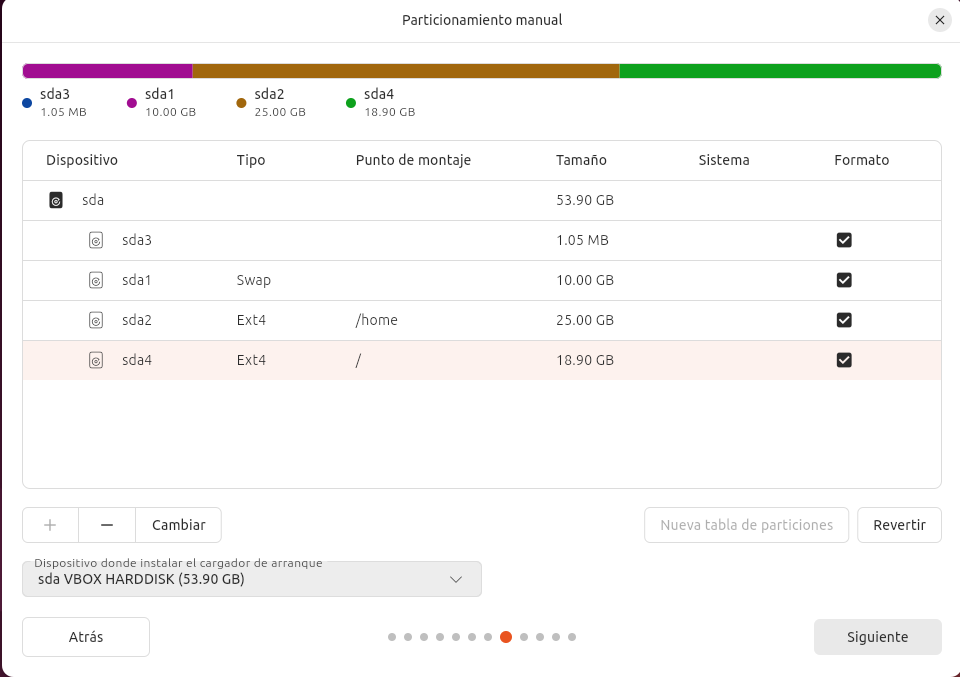 Particionamiento manual
sda3 sda1 sda2 sda4
1.05 MB 10.00 GB 25.00 GB 18.90 GB
Dispositivo Tipo Punto de montaje Tamaño Sistema Formato
sda 53.90 GB
sda3 1.05 MB
sda1 Swap 10.00 GB
sda2 Ext4 /home 25.00 GB
sda4 Ext4 / 18.90 GB
+ − Cambiar Nueva tabla de particiones Revertir
Dispositivo donde instalar el cargador de arranque
sda VBOX HARDDISK (53.90 GB)
Atrás Siguiente